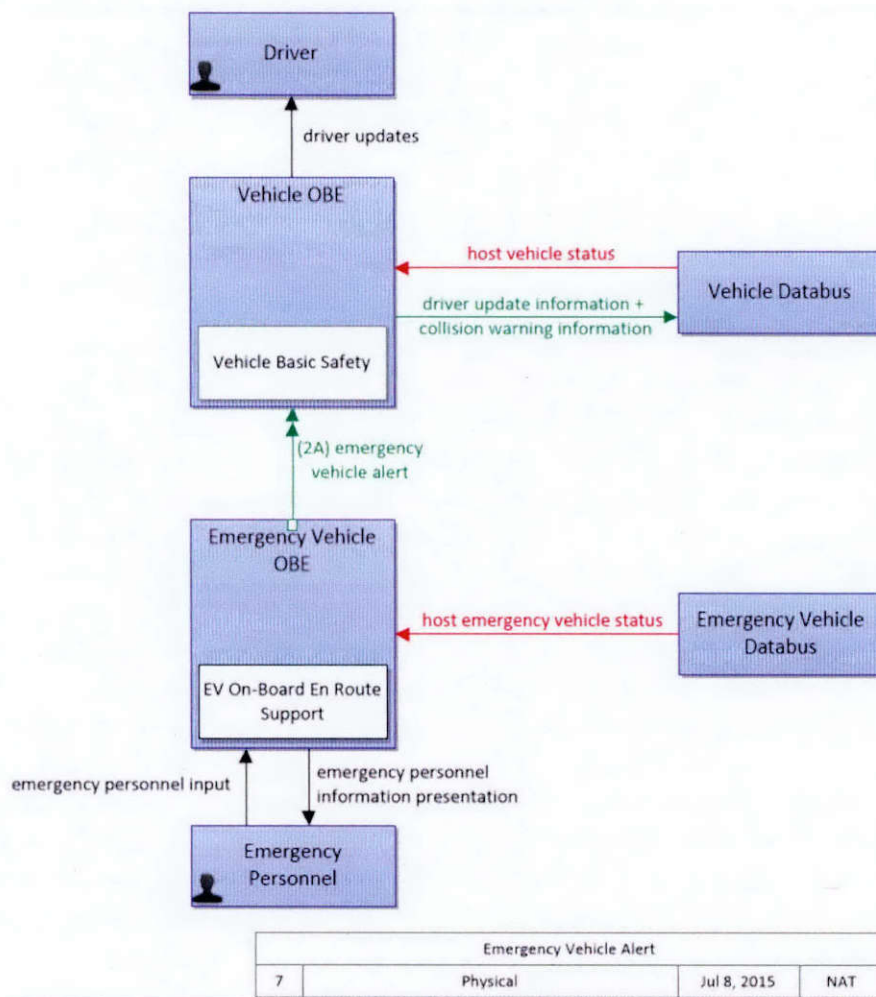 Driver
driver updates
Vehicle OBE
host vehicle status
Vehicle Databus
driver update information +
collision warning information
Vehicle Basic Safety
(2A) emergency
vehicle alert
Emergency Vehicle
OBE
host emergency vehicle status
Emergency Vehicle
Databus
EV On-Board En Route
Support
emergency personnel input
emergency personnel
information presentation
Emergency
Personnel
Emergency Vehicle Alert
7 Physical Jul 8, 2015 NAT